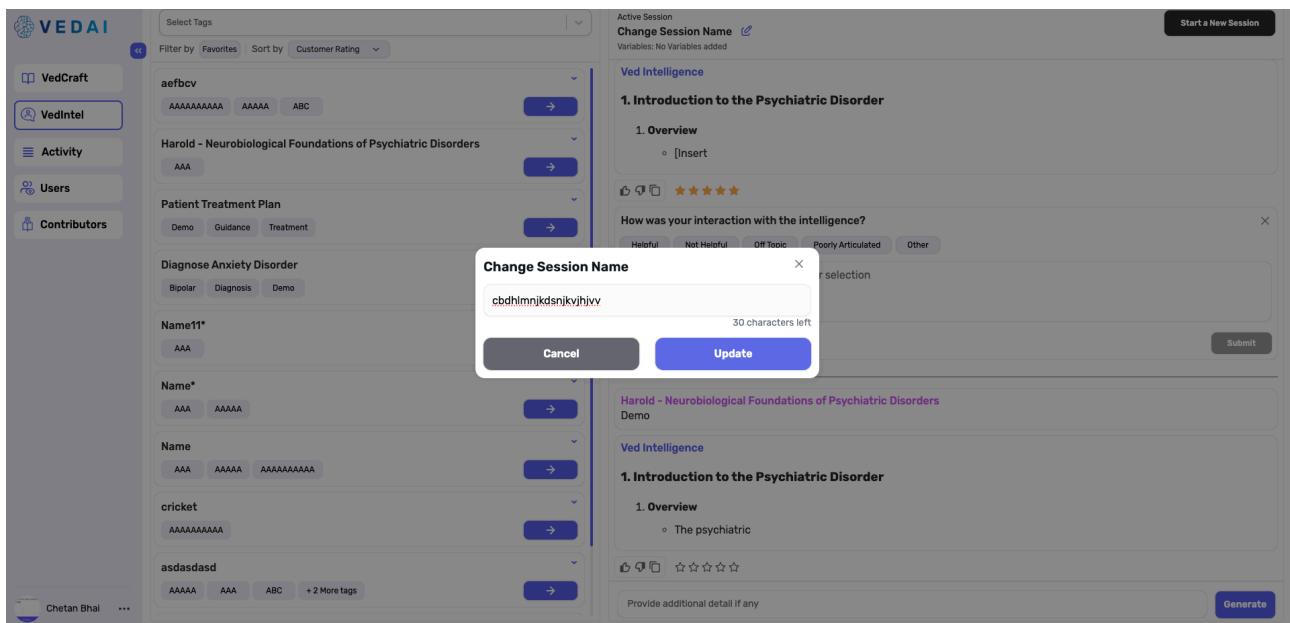 VEDAI
VedCraft
VedIntel
Activity
Users
Contributors
Chetan Bhai
Select Tags
Filter by Favorites Sort by Customer Rating
aefbcv
AAAAAAAAAA AAAAA ABC
Harold - Neurobiological Foundations of Psychiatric Disorders
AAA
Patient Treatment Plan
Demo Guidance Treatment
Diagnose Anxiety Disorder
Bipolar Diagnosis Demo
Name11*
AAA
Name*
AAA AAAAA
Name
AAA AAAAA AAAAAAAAAA
cricket
AAAAAAAAAA
asdasdasd
AAAAA AAA ABC + 2 More tags
Active Session
Change Session Name
Variables: No Variables added
Start a New Session
Ved Intelligence
1. Introduction to the Psychiatric Disorder
1. Overview
[Insert
How was your interaction with the intelligence?
Helpful Not Helpful Off Topic Poorly Articulated Other
selection
Submit
Harold - Neurobiological Foundations of Psychiatric Disorders
Demo
Ved Intelligence
1. Introduction to the Psychiatric Disorder
1. Overview
The psychiatric
Provide additional detail if any
Generate
Change Session Name
cbdhlmnjkdsnjkvjhjvv
30 characters left
Cancel Update